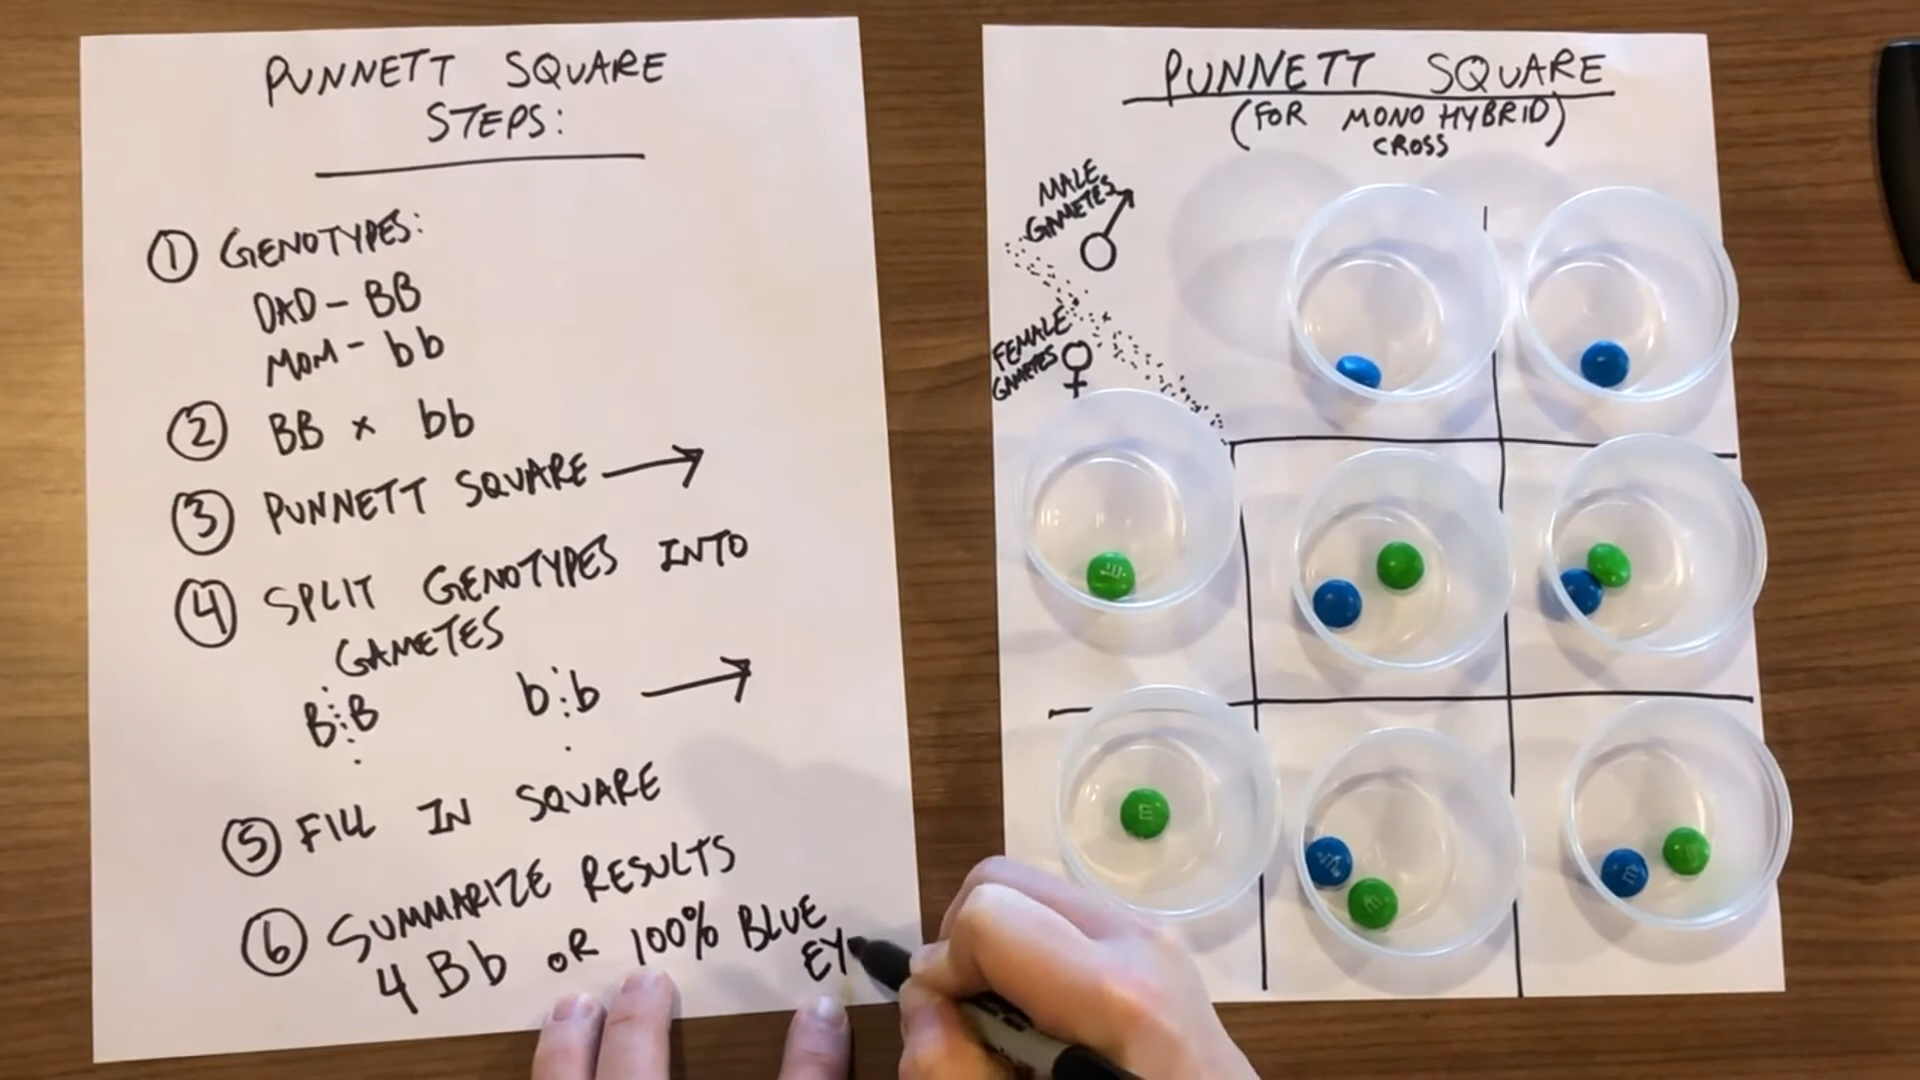 PUNNETT SQUARE
STEPS:
① GENOTYPES:
DAD - BB
MOM - bb
② BB x bb
③ PUNNETT SQUARE →
④ SPLIT GENOTYPES INTO
GAMETES
B⋮B b⋮b →
⑤ FILL IN SQUARE
⑥ SUMMARIZE RESULTS
4 Bb OR 100% BLUE
EY
PUNNETT SQUARE
(FOR MONOHYBRID)
CROSS
MALE
GAMETES
♂
FEMALE
GAMETES ♀
m
m
m
m
m